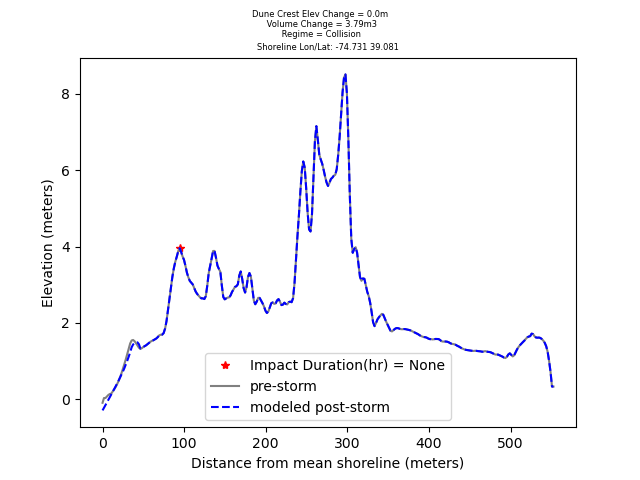 Dune Crest Elev Change = 0.0m
Volume Change = 3.79m3
Regime = Collision
Shoreline Lon/Lat: -74.731 39.081
Elevation (meters)
8
6
4
2
0
Impact Duration(hr) = None
pre-storm
modeled post-storm
0 100 200 300 400 500
Distance from mean shoreline (meters)